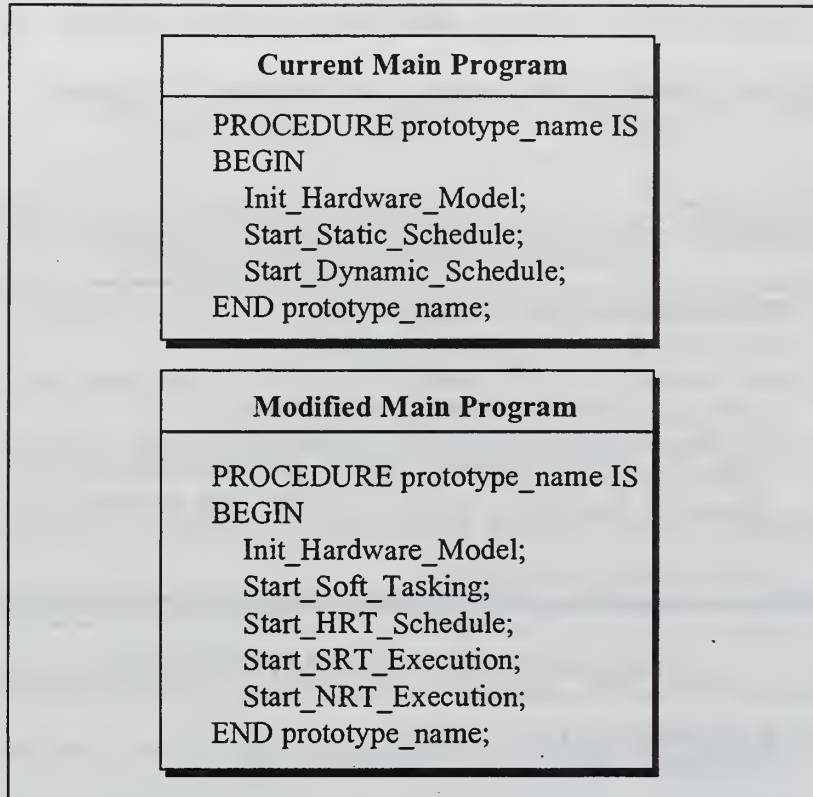 Current Main Program
PROCEDURE prototype_name IS
BEGIN
Init_Hardware_Model;
Start_Static_Schedule;
Start_Dynamic_Schedule;
END prototype_name;
Modified Main Program
PROCEDURE prototype_name IS
BEGIN
Init_Hardware_Model;
Start_Soft_Tasking;
Start_HRT_Schedule;
Start_SRT_Execution;
Start_NRT_Execution;
END prototype_name;